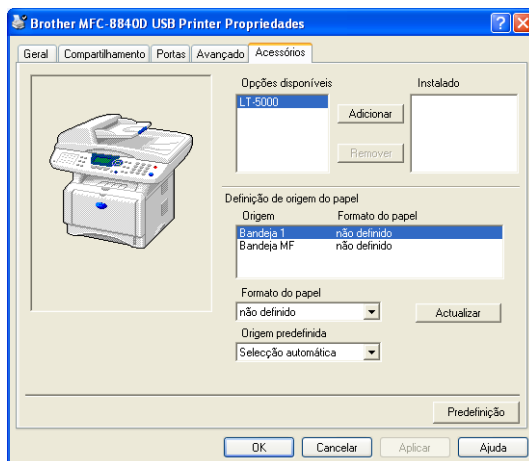 Brother MFC-8840D USB Printer Propriedades
Geral Compartilhamento Portas Avançado Acessórios
Opções disponíveis Instalado
LT-5000
Adicionar
Remover
Definição de origem do papel
Origem Formato do papel
Bandeja 1 não definido
Bandeja MF não definido
Formato do papel
não definido Actualizar
Origem predefinida
Selecção automática
Predefinição
OK Cancelar Aplicar Ajuda